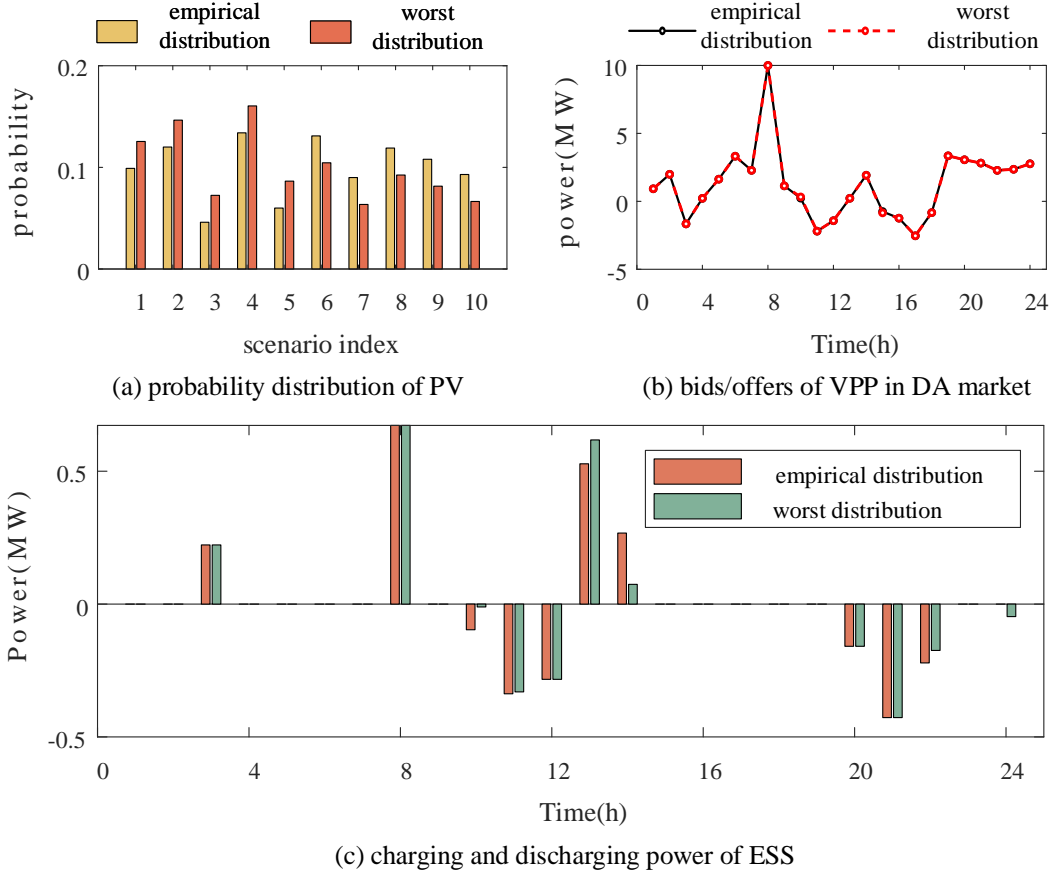 empirical distribution
worst distribution
0.2
0.1
0
probability
1 2 3 4 5 6 7 8 9 10
scenario index
(a) probability distribution of PV
empirical distribution
worst distribution
10
5
0
-5
power(MW)
0 4 8 12 16 20 24
Time(h)
(b) bids/offers of VPP in DA market
0.5
0
-0.5
Power(MW)
empirical distribution
worst distribution
0 4 8 12 16 20 24
Time(h)
(c) charging and discharging power of ESS